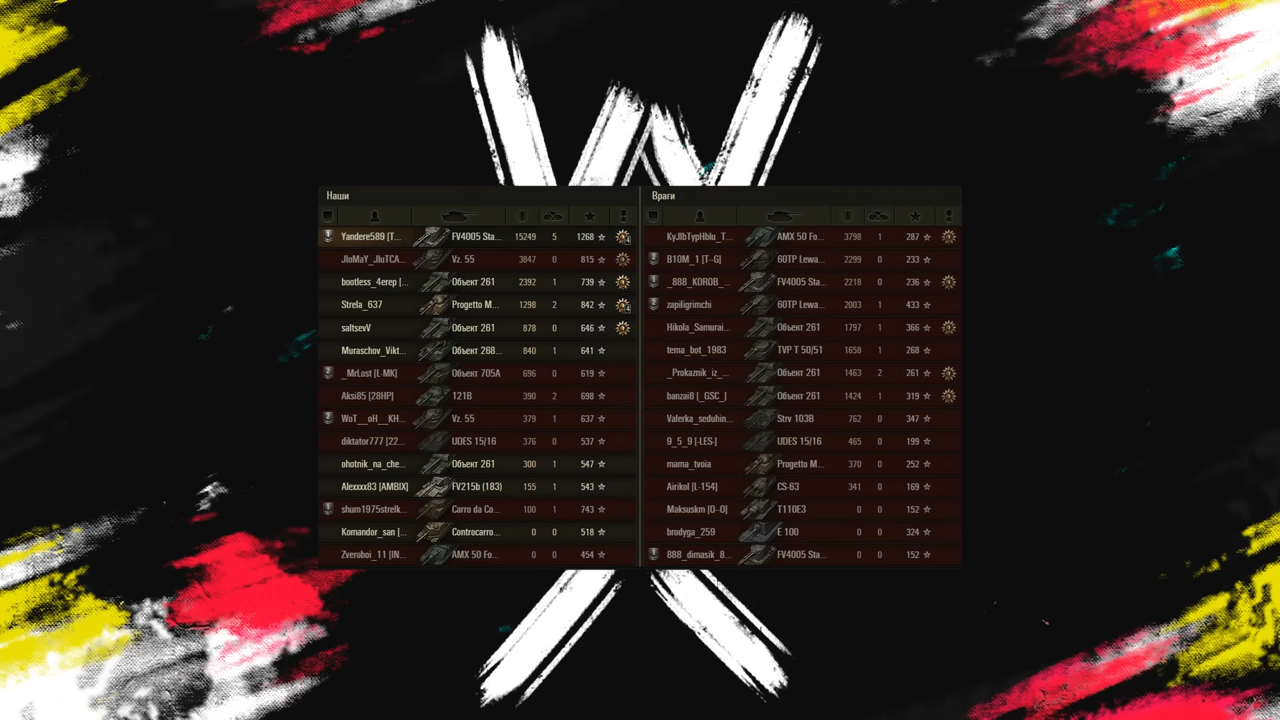 Наши
Враги
Yandere589 [T... FV4005 Sta... 15249 5 1268
JIoMaY_JIuTCA... Vz. 55 3847 0 815
bootless_4erep [... Объект 261 2392 1 739
Strela_637 Progetto M... 1298 2 842
saltsevV Объект 261 878 0 646
Muraschov_Vikt... Объект 268... 840 1 641
_MrLost [L-MK] Объект 705A 696 0 619
Aksi85 [28HP] 121B 390 2 698
WoT__oH__KH... Vz. 55 379 1 637
diktator777 [22... UDES 15/16 376 0 537
ohotnik_na_che... Объект 261 300 1 547
Alexxxx83 [AMBIX] FV215b (183) 155 1 543
shum1975strelk... Carro da Co... 100 1 743
Komandor_san [... Controcarro... 0 0 518
Zveroboi_11 [IN... AMX 50 Fo... 0 0 454
KyJIbTypHbIu_T... AMX 50 Fo... 3798 1 287
B10M_1 [T--G] 60TP Lewa... 2299 0 233
_888_KOROB_... FV4005 Sta... 2218 0 236
zapiligrimchi 60TP Lewa... 2003 1 433
Hikola_Samurai... Объект 261 1797 1 366
tema_bot_1983 TVP T 50/51 1658 1 268
_Prokaznik_iz_... Объект 261 1463 2 261
banzai8 [_GSC_] Объект 261 1424 1 319
Valerka_seduhin... Strv 103B 762 0 347
9_5_9 [-LES-] UDES 15/16 465 0 199
mama_tvoia Progetto M... 370 0 252
Airikol [L-154] CS-63 341 0 169
Maksuskm [O--O] T110E3 0 0 152
brodyga_259 E 100 0 0 324
888_dimasik_8... FV4005 Sta... 0 0 152